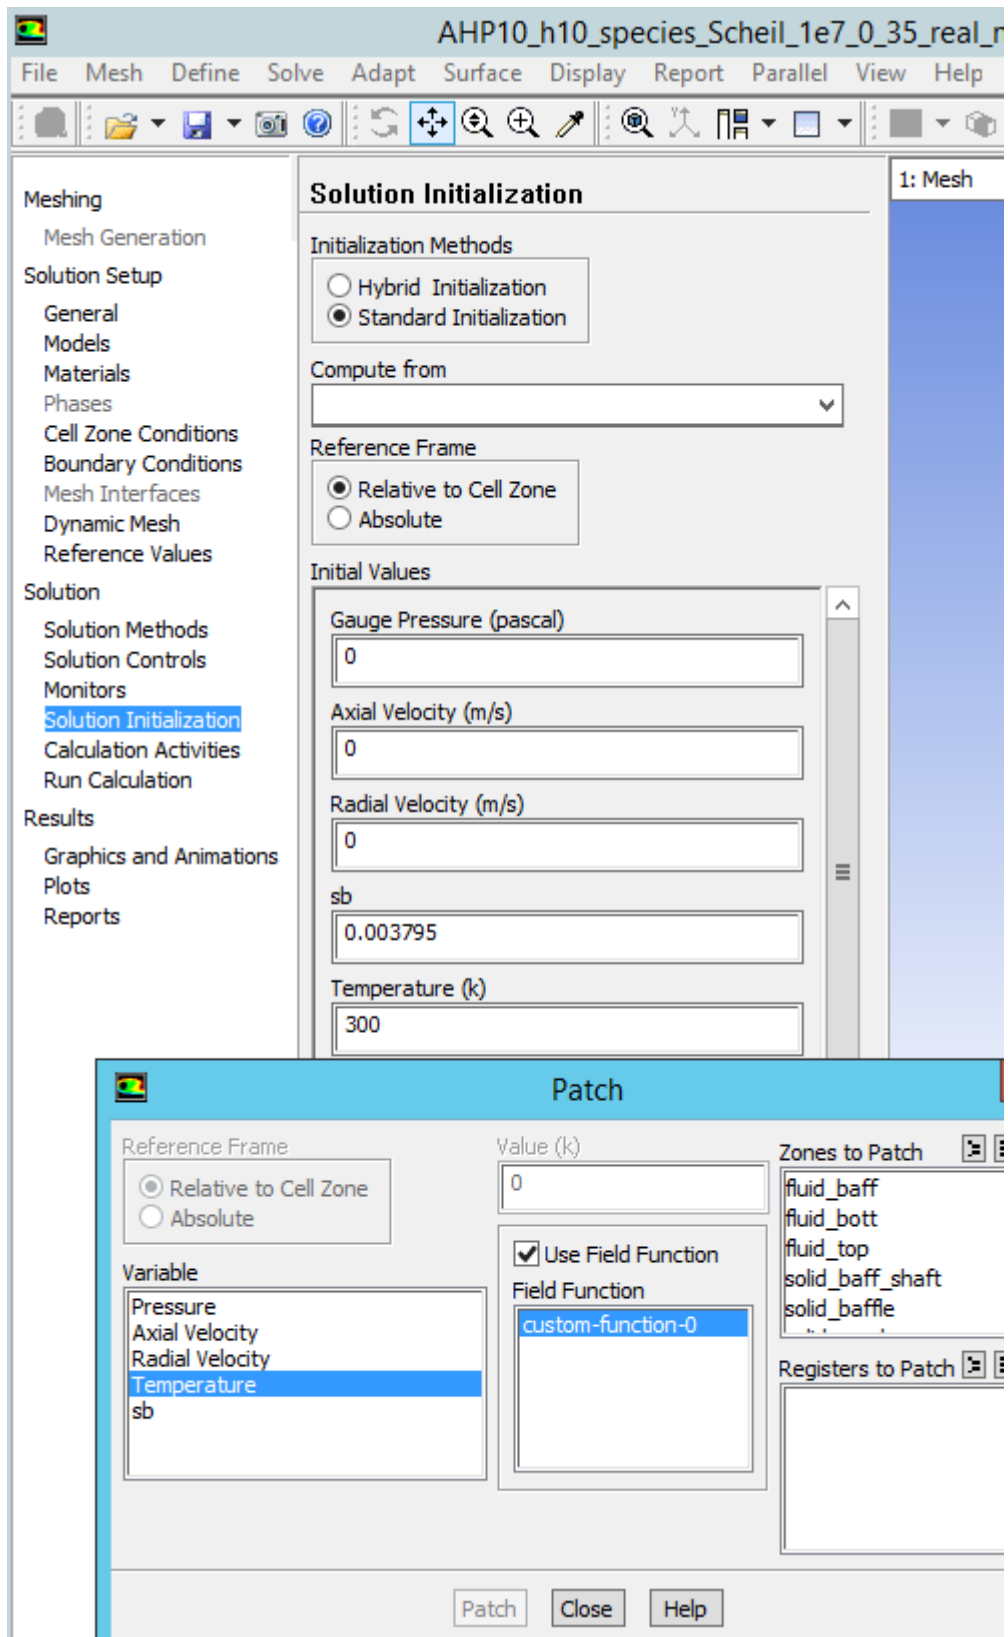 AHP10_h10_species_Scheil_1e7_0_35_real_
File Mesh Define Solve Adapt Surface Display Report Parallel View Help
Meshing
Mesh Generation
Solution Setup
General
Models
Materials
Phases
Cell Zone Conditions
Boundary Conditions
Mesh Interfaces
Dynamic Mesh
Reference Values
Solution
Solution Methods
Solution Controls
Monitors
Solution Initialization
Calculation Activities
Run Calculation
Results
Graphics and Animations
Plots
Reports
Solution Initialization
Initialization Methods
Hybrid Initialization
Standard Initialization
Compute from
Reference Frame
Relative to Cell Zone
Absolute
Initial Values
Gauge Pressure (pascal)
0
Axial Velocity (m/s)
0
Radial Velocity (m/s)
0
sb
0.003795
Temperature (k)
300
1: Mesh
Patch
Reference Frame
Relative to Cell Zone
Absolute
Variable
Pressure
Axial Velocity
Radial Velocity
Temperature
sb
Value (k)
0
Use Field Function
Field Function
custom-function-0
Zones to Patch
fluid_baff
fluid_bott
fluid_top
solid_baff_shaft
solid_baffle
Registers to Patch
Patch Close Help